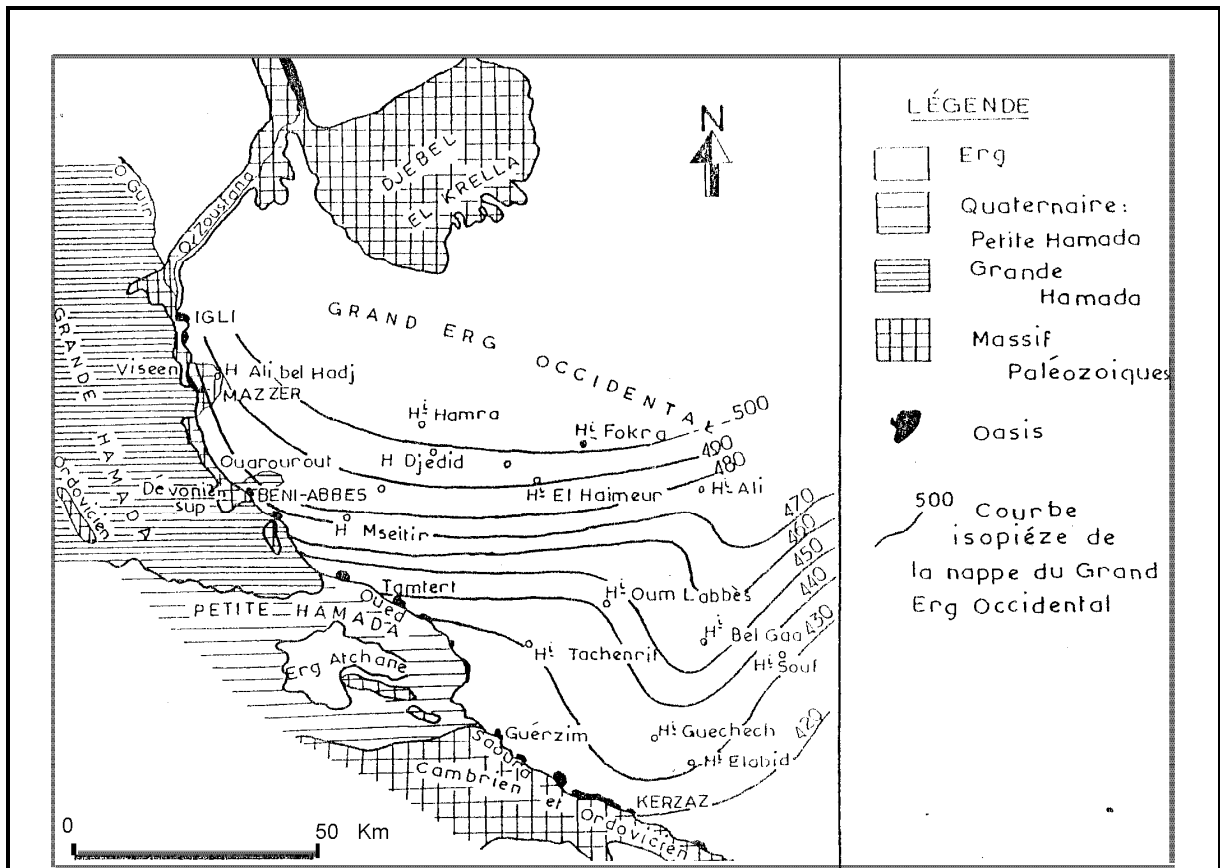 N
DJEBEL
EL KRELLA
O Guir
O. Zoustana
GRAND ERG OCCIDENTAL
IGLI
Viseen
H Ali bel Hadj
MAZZER
GRANDE HAMADA
Ht Hamra
Ht Fokra
500
490
480
H Djedid
Ouarourout
Ht El Haimeur
Ht Ali
Dévonien
sup
BENI-ABBES
Ordovicien
H Mseitir
470
460
450
440
430
420
Tamtert
Ht Oum Labbès
PETITE HAMADA
Oued
Ht Bel Gaa
Ht Tachenrif
Ht Souf
Erg Atchane
Guérzim
Ht Guechech
Saoura
Ht Elabid
Cambrien
et
Ordovicien
KERZAZ
0 50 Km
LÉGENDE
Erg
Quaternaire:
Petite Hamada
Grande
Hamada
Massif
Paléozoiques
Oasis
500 Courbe
isopiéze de
la nappe du Grand
Erg Occidental